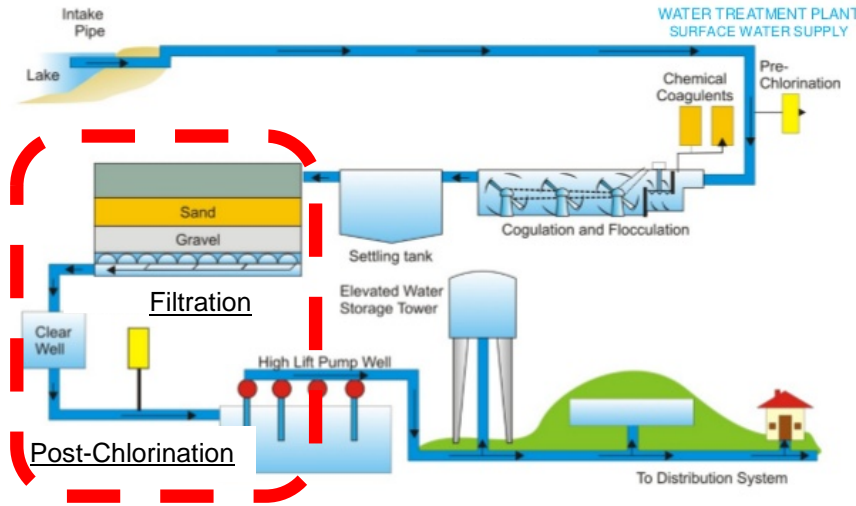 Intake
Pipe
Lake
WATER TREATMENT PLANT
SURFACE WATER SUPPLY
Pre-
Chlorination
Chemical
Coagulents
Sand
Gravel
Settling tank
Cogulation and Flocculation
Filtration
Elevated Water
Storage Tower
Clear
Well
High Lift Pump Well
Post-Chlorination
To Distribution System